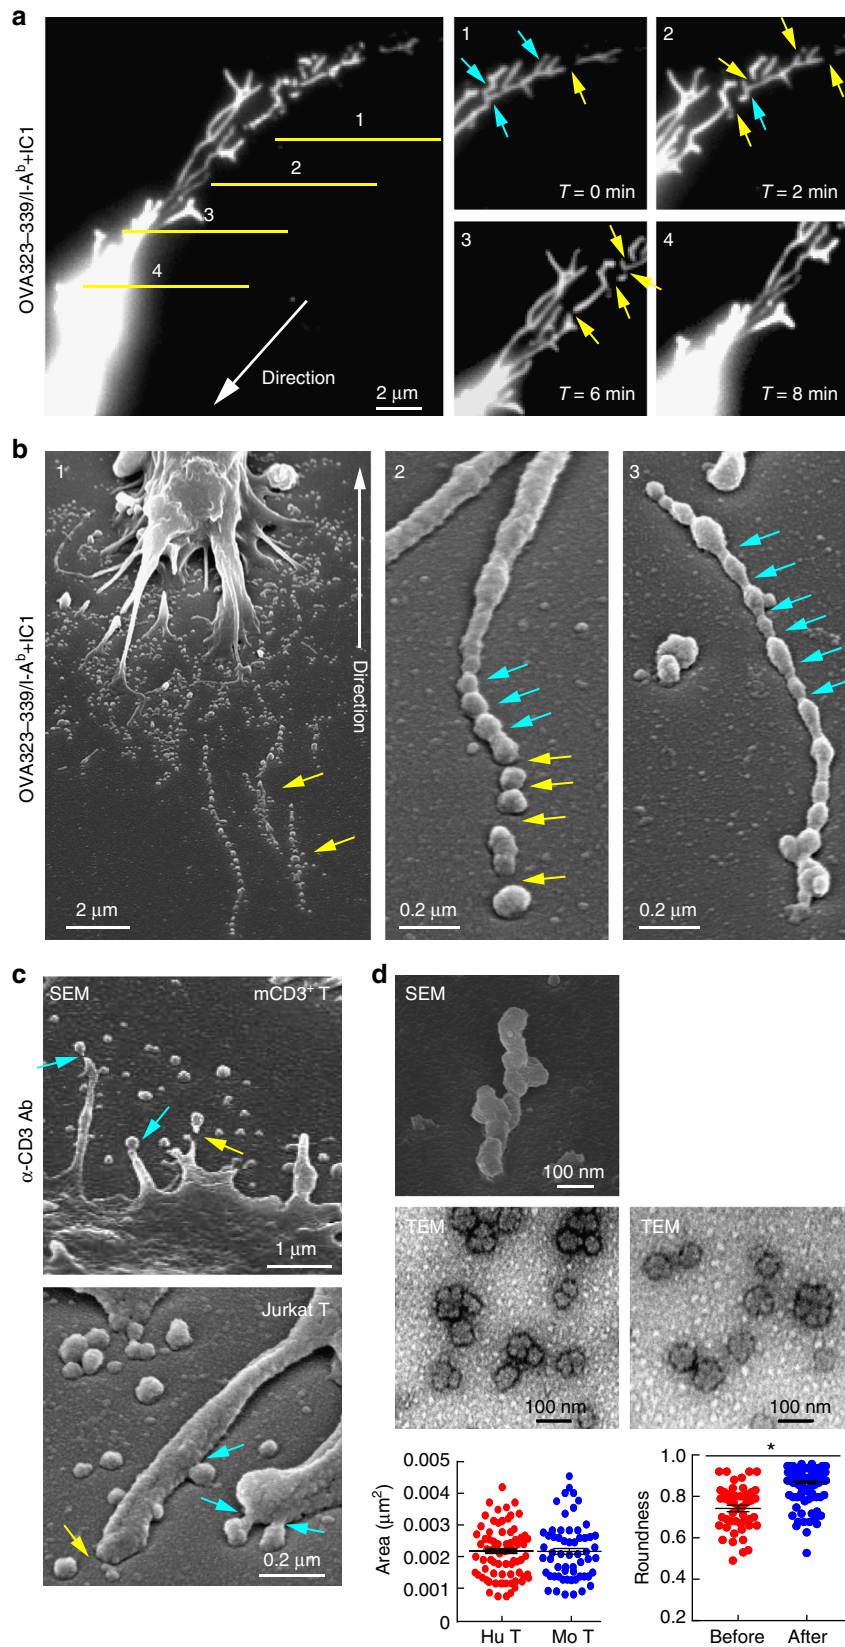 a
OVA323–339/I-Aᵇ+IC1
1
2
3
4
Direction
2 μm
1
T = 0 min
2
T = 2 min
3
T = 6 min
4
T = 8 min
b
OVA323–339/I-Aᵇ+IC1
1
Direction
2 μm
2
0.2 μm
3
0.2 μm
c
α-CD3 Ab
SEM
mCD3⁺ T
1 μm
Jurkat T
0.2 μm
d
SEM
100 nm
TEM
100 nm
TEM
100 nm
Area (μm²)
0.005
0.004
0.003
0.002
0.001
0
Hu T
Mo T
Roundness
1.0
0.8
0.6
0.4
0.2
*
Before
After